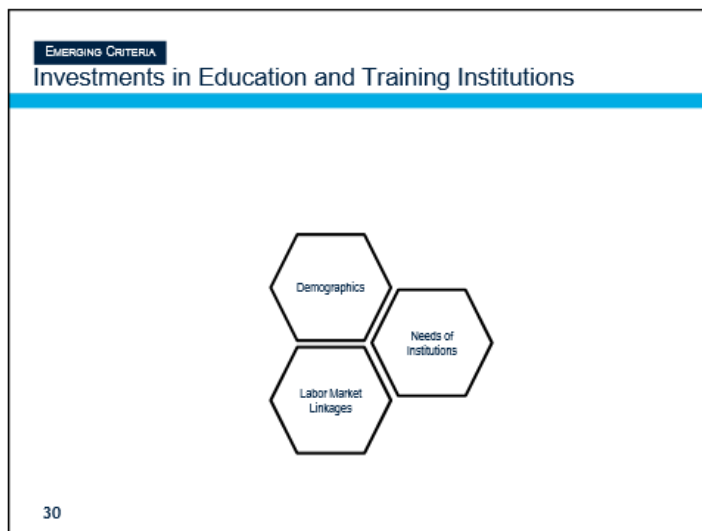 EMERGING CRITERIA
Investments in Education and Training Institutions
Demographics
Needs of
Institutions
Labor Market
Linkages
30